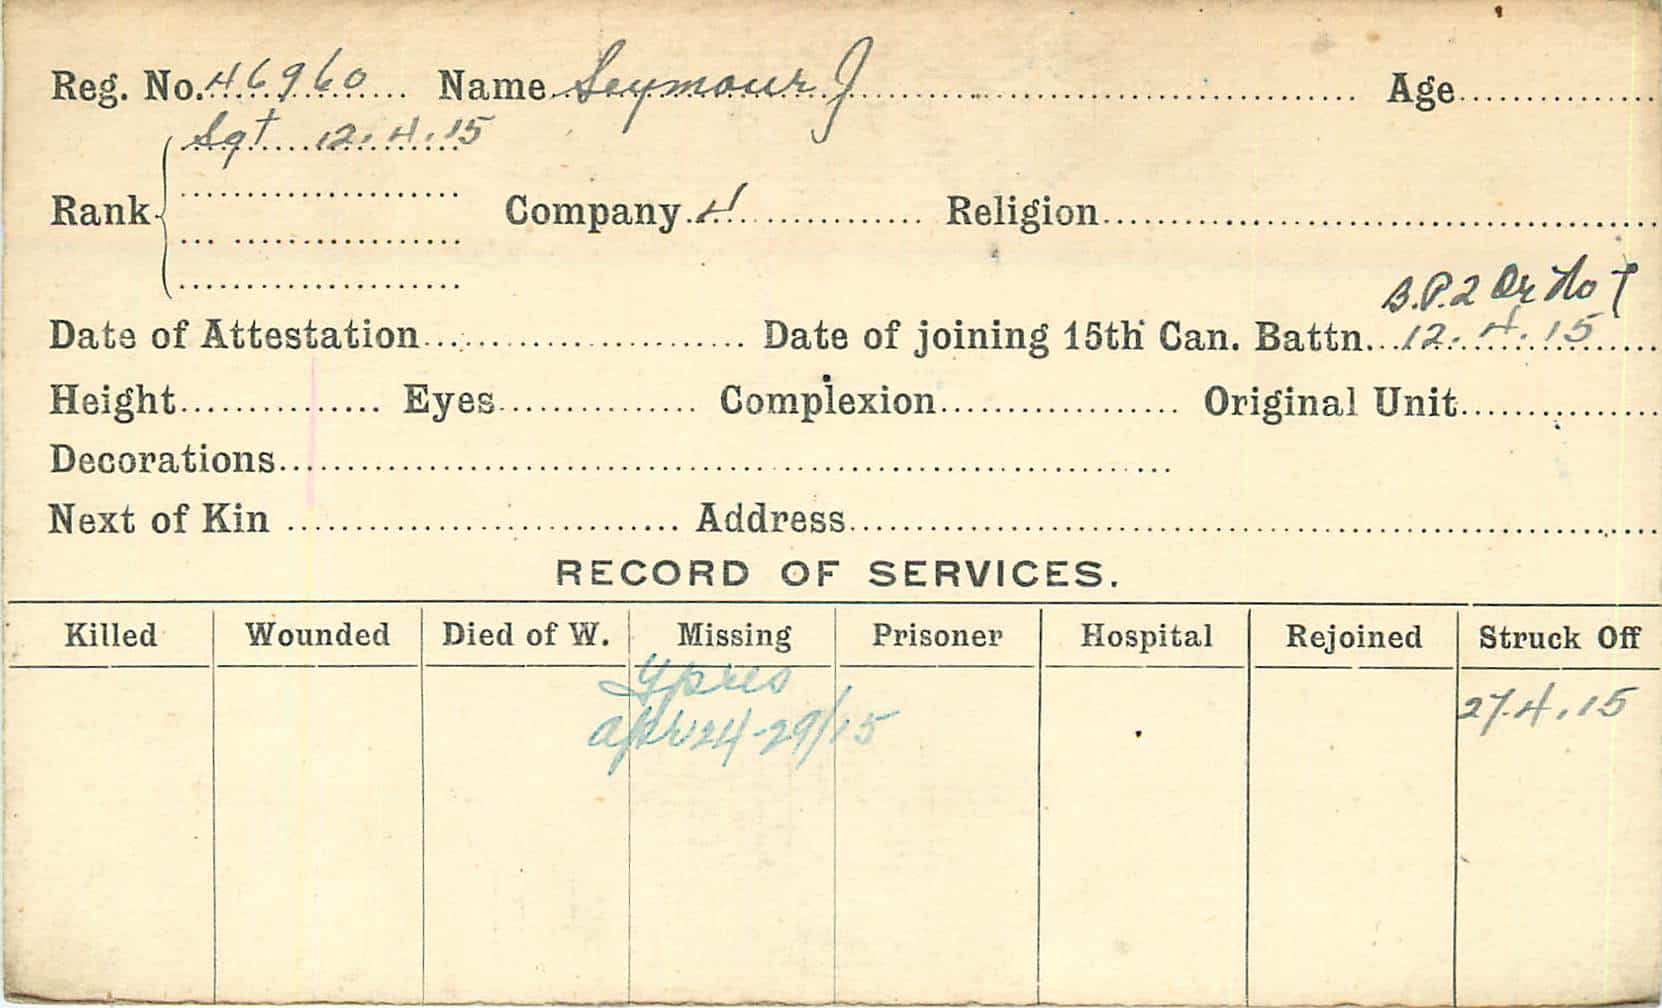 Reg. No. 46960 Name Seymour J Age
Sgt 12.4.15
Rank Company 4 Religion
B.P.2 Or No 7
Date of Attestation Date of joining 15th Can. Battn. 12.4.15
Height Eyes Complexion Original Unit
Decorations
Next of Kin Address
RECORD OF SERVICES.
Killed Wounded Died of W. Missing Prisoner Hospital Rejoined Struck Off
Ypres
Apr 24-29/15 27.4.15